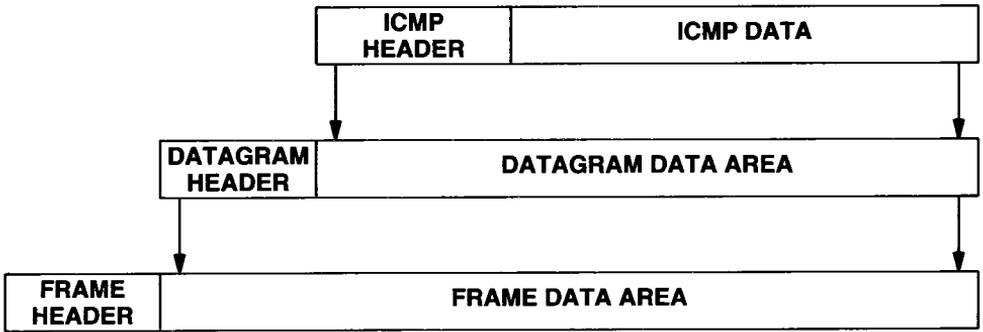 ICMP
HEADER
ICMP DATA
DATAGRAM
HEADER
DATAGRAM DATA AREA
FRAME
HEADER
FRAME DATA AREA